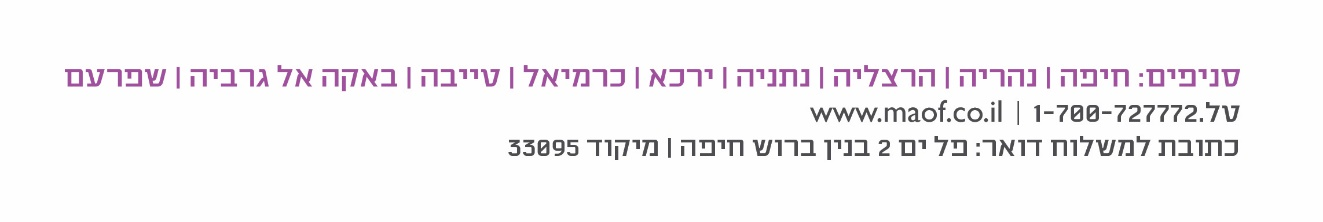 סניפים: חיפה | נהריה | הרצליה | נתניה | ירכא | כרמיאל | טייבה | באקה אל גרביה | שפרעם
טל.1-700-727772 | www.maof.co.il
כתובת למשלוח דואר: פל ים 2 בנין ברוש חיפה | מיקוד 33095